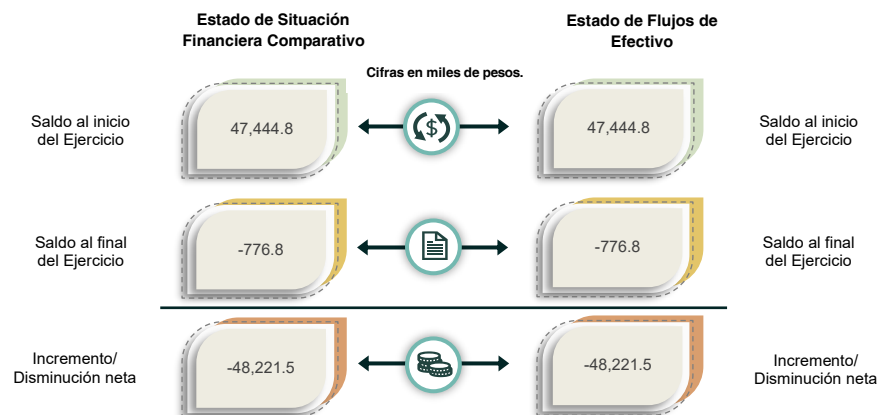 Estado de Situación
Financiera Comparativo
Estado de Flujos de
Efectivo
Cifras en miles de pesos.
Saldo al inicio
del Ejercicio
47,444.8
$
47,444.8
Saldo al inicio
del Ejercicio
Saldo al final
del Ejercicio
-776.8
-776.8
Saldo al final
del Ejercicio
Incremento/
Disminución neta
-48,221.5
-48,221.5
Incremento/
Disminución neta